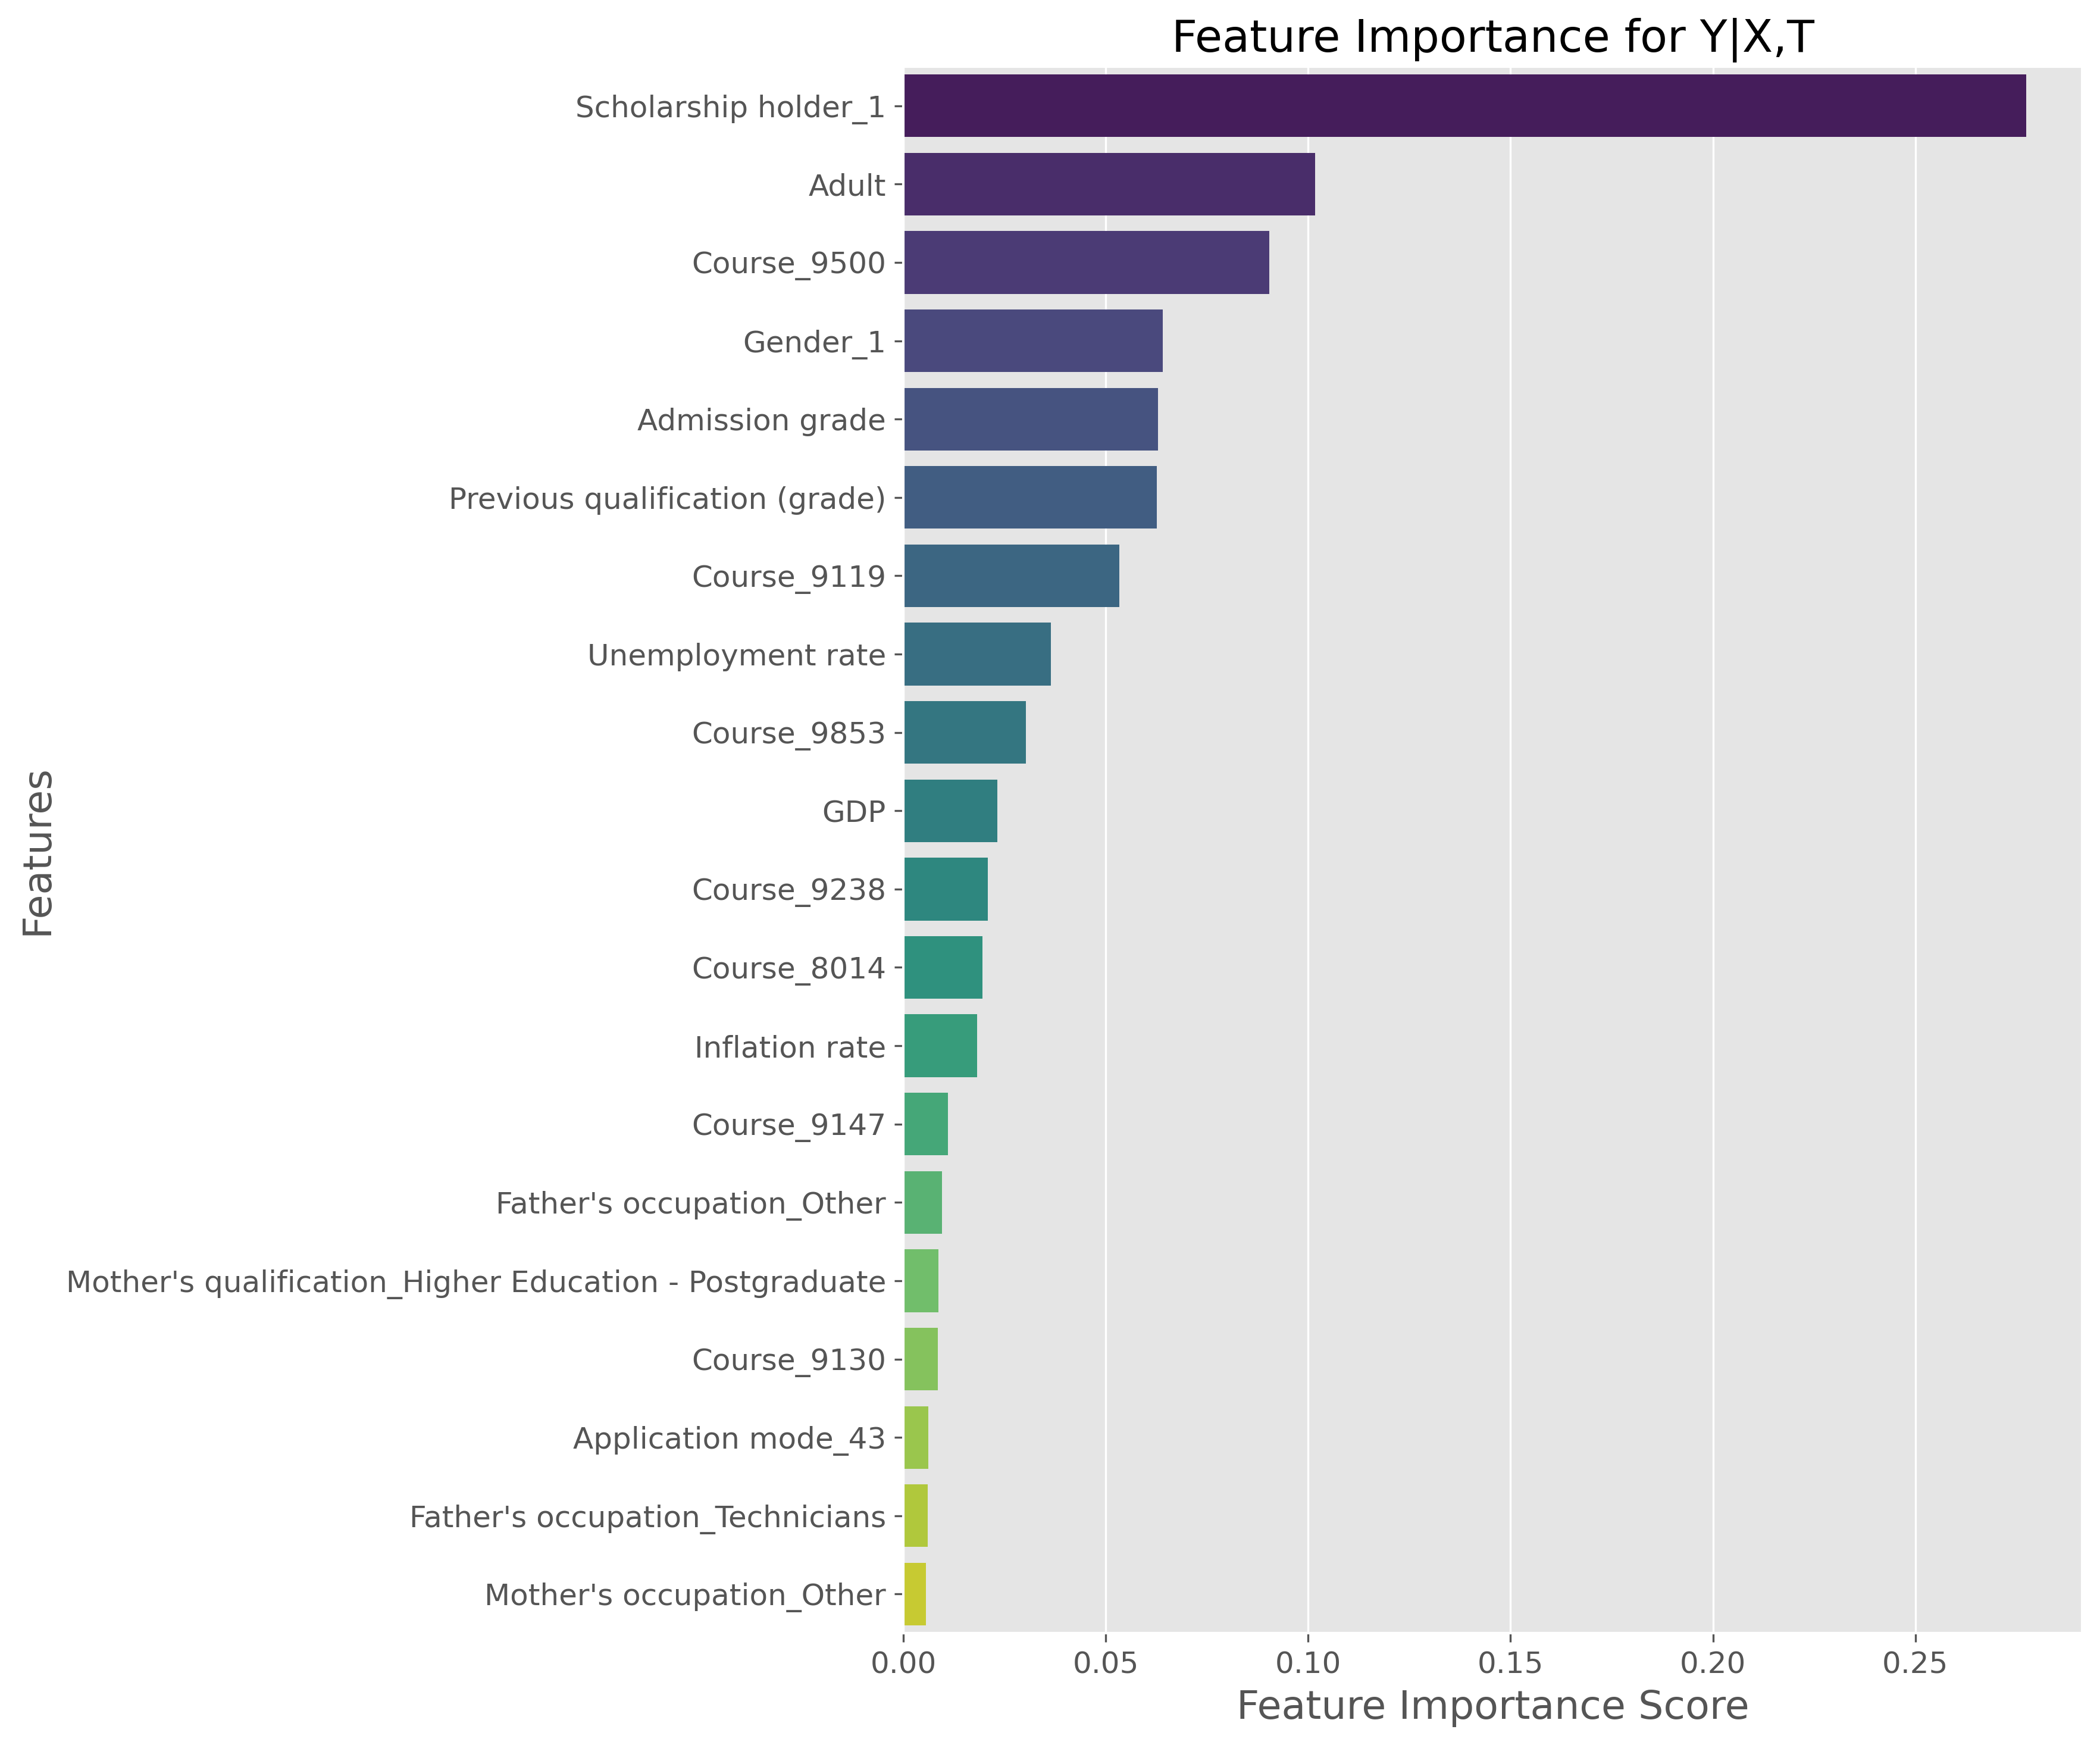 Feature Importance for Y|X,T
Scholarship holder_1
Adult
Course_9500
Gender_1
Admission grade
Previous qualification (grade)
Course_9119
Unemployment rate
Course_9853
GDP
Course_9238
Course_8014
Inflation rate
Course_9147
Father's occupation_Other
Mother's qualification_Higher Education - Postgraduate
Course_9130
Application mode_43
Father's occupation_Technicians
Mother's occupation_Other
Features
0.00 0.05 0.10 0.15 0.20 0.25
Feature Importance Score